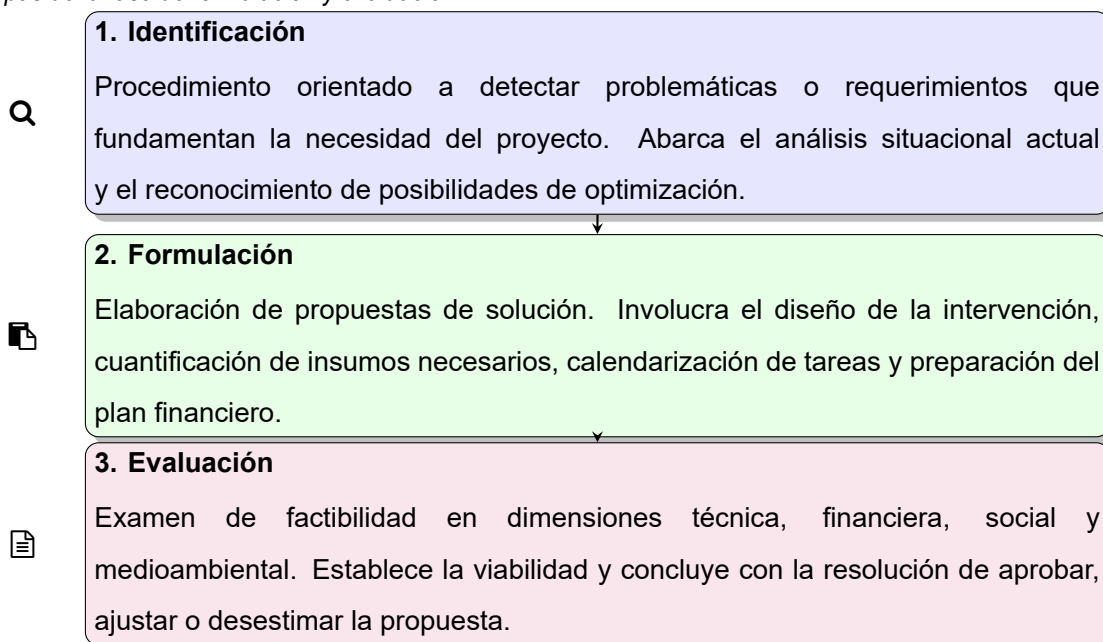 1. Identificación
Procedimiento orientado a detectar problemáticas o requerimientos que
fundamentan la necesidad del proyecto. Abarca el análisis situacional actual
y el reconocimiento de posibilidades de optimización.
2. Formulación
Elaboración de propuestas de solución. Involucra el diseño de la intervención,
cuantificación de insumos necesarios, calendarización de tareas y preparación del
plan financiero.
3. Evaluación
Examen de factibilidad en dimensiones técnica, financiera, social y
medioambiental. Establece la viabilidad y concluye con la resolución de aprobar,
ajustar o desestimar la propuesta.